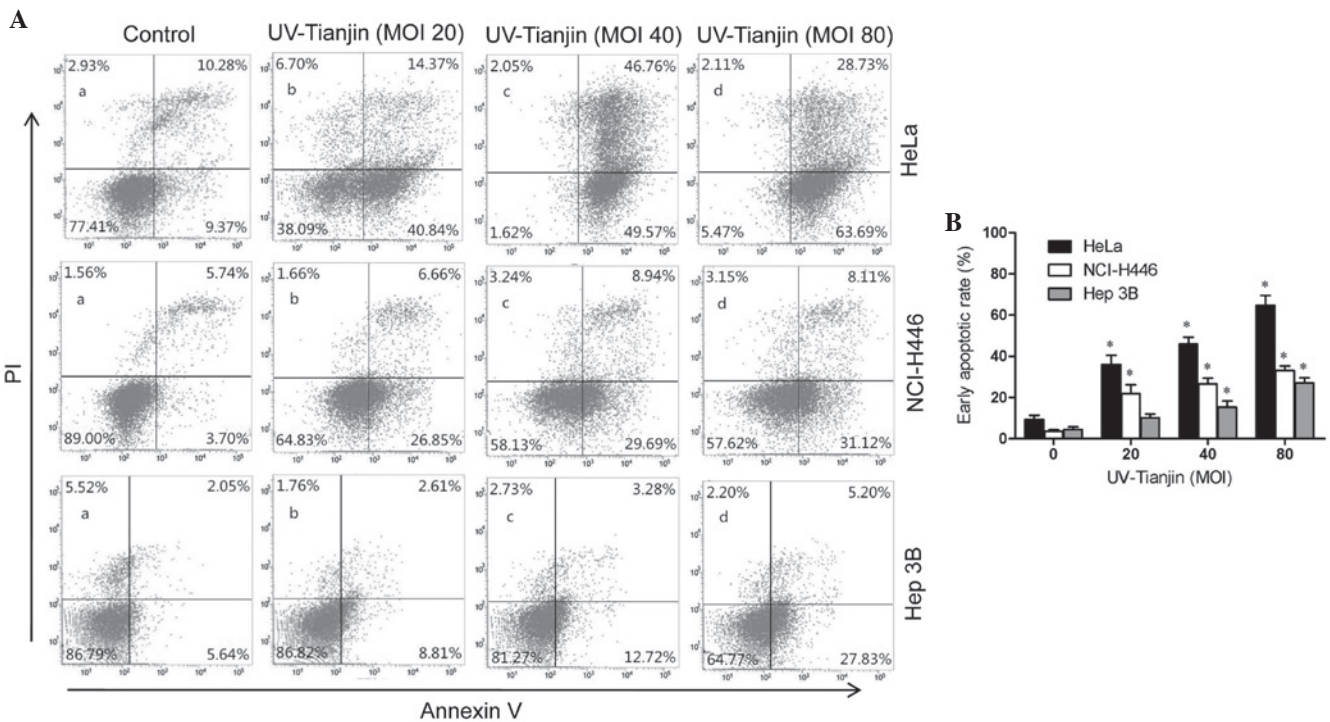 A
Control
UV-Tianjin (MOI 20)
UV-Tianjin (MOI 40)
UV-Tianjin (MOI 80)
2.93% 10.28%
a
77.41% 9.37%
6.70% 14.37%
b
38.09% 40.84%
2.05% 46.76%
c
1.62% 49.57%
2.11% 28.73%
d
5.47% 63.69%
HeLa
1.56% 5.74%
a
89.00% 3.70%
1.66% 6.66%
b
64.83% 26.85%
3.24% 8.94%
c
58.13% 29.69%
3.15% 8.11%
d
57.62% 31.12%
NCI-H446
5.52% 2.05%
a
86.79% 5.64%
1.76% 2.61%
b
86.82% 8.81%
2.73% 3.28%
c
81.27% 12.72%
2.20% 5.20%
d
64.77% 27.83%
Hep 3B
PI
Annexin V
B
Early apoptotic rate (%)
100
80
60
40
20
0
HeLa
NCI-H446
Hep 3B
* * * * * * * *
0 20 40 80
UV-Tianjin (MOI)